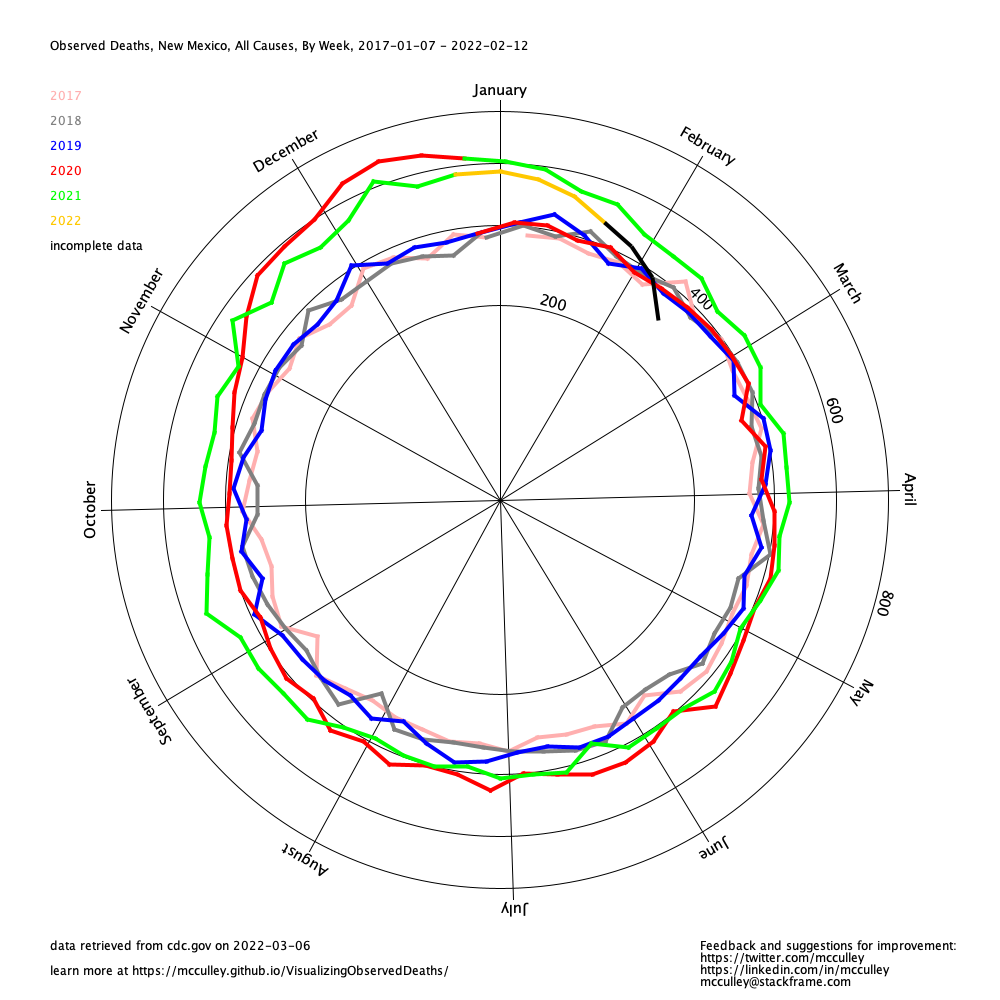 Observed Deaths, New Mexico, All Causes, By Week, 2017-01-07 - 2022-02-12
2017
2018
2019
2020
2021
2022
incomplete data
January
February
March
April
May
June
July
August
September
October
November
December
200
400
600
800
data retrieved from cdc.gov on 2022-03-06
learn more at https://mcculley.github.io/VisualizingObservedDeaths/
Feedback and suggestions for improvement:
https://twitter.com/mcculley
https://linkedin.com/in/mcculley
mcculley@stackframe.com